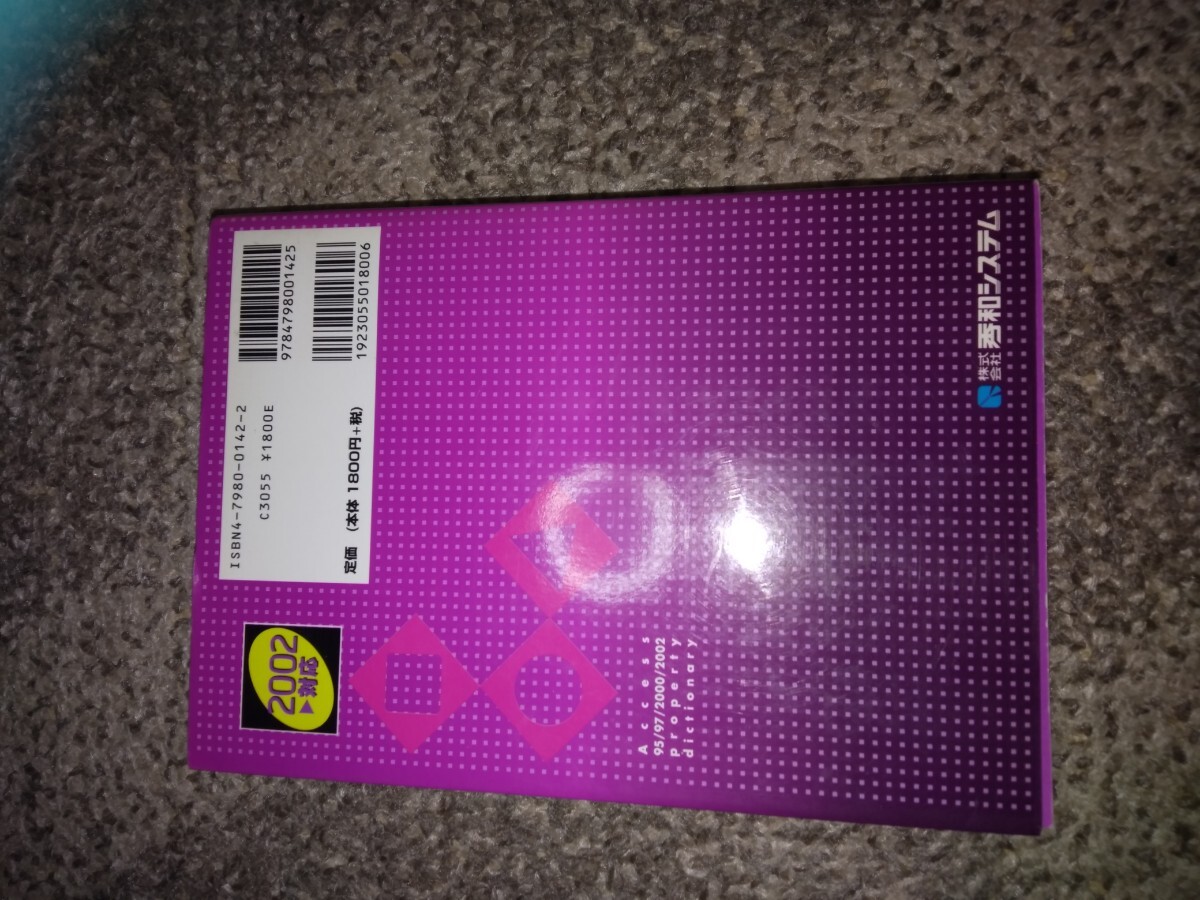 9784798001425
1923055018006
ISBN4-7980-0142-2
C3055 ¥1800E
定価 (本体 1800円+税)
2002
▶対応
Access
95/97/2000/2002
property
dictionary
株式
会社
秀和システム